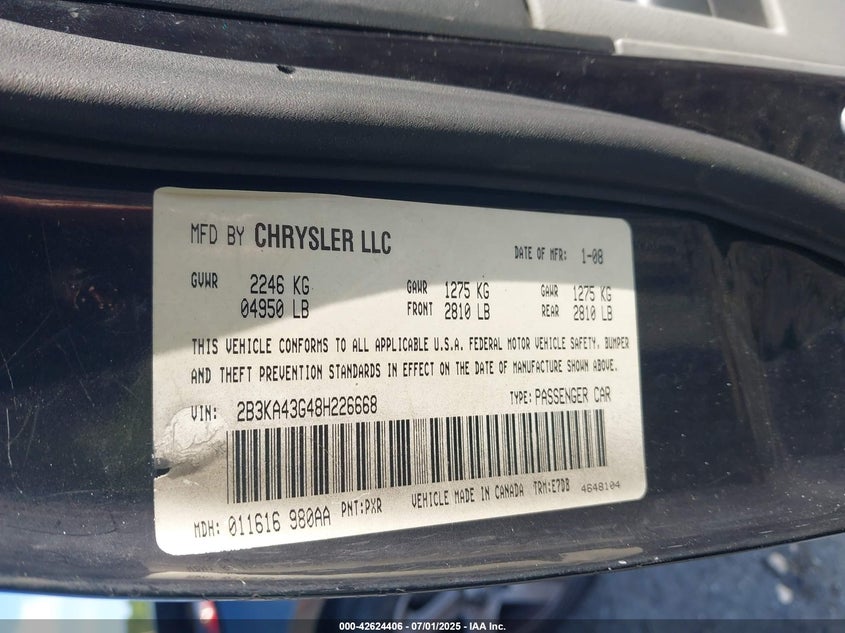 MFD BY CHRYSLER LLC DATE OF MFR: 1-08
GVWR 2246 KG GAWR 1275 KG GAWR 1275 KG
04950 LB FRONT 2810 LB REAR 2810 LB
THIS VEHICLE CONFORMS TO ALL APPLICABLE U.S.A. FEDERAL MOTOR VEHICLE SAFETY, BUMPER
AND THEFT PREVENTION STANDARDS IN EFFECT ON THE DATE OF MANUFACTURE SHOWN ABOVE.
VIN: 2B3KA43G48H226668 TYPE: PASSENGER CAR
MDH: 011616 980AA PNT:PXR VEHICLE MADE IN CANADA TRM:E7DB 4648104
000-42624406 - 07/01/2025 - IAA Inc.